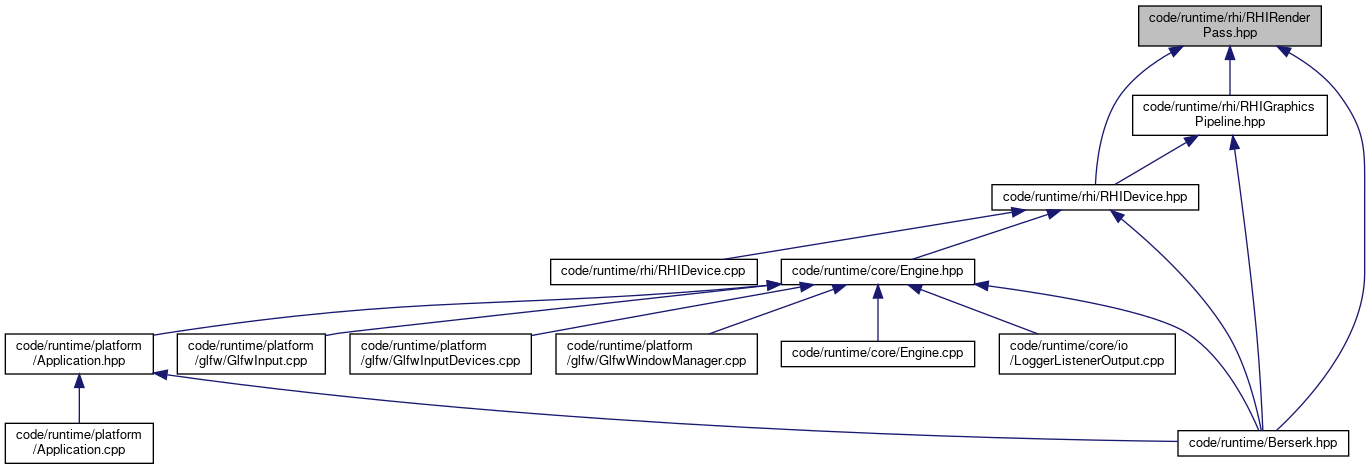 code/runtime/rhi/RHIRender
Pass.hpp
code/runtime/rhi/RHIGraphics
Pipeline.hpp
code/runtime/rhi/RHIDevice.hpp
code/runtime/rhi/RHIDevice.cpp
code/runtime/core/Engine.hpp
code/runtime/platform
/Application.hpp
code/runtime/platform
/glfw/GlfwInput.cpp
code/runtime/platform
/glfw/GlfwInputDevices.cpp
code/runtime/platform
/glfw/GlfwWindowManager.cpp
code/runtime/core/Engine.cpp
code/runtime/core/io
/LoggerListenerOutput.cpp
code/runtime/platform
/Application.cpp
code/runtime/Berserk.hpp